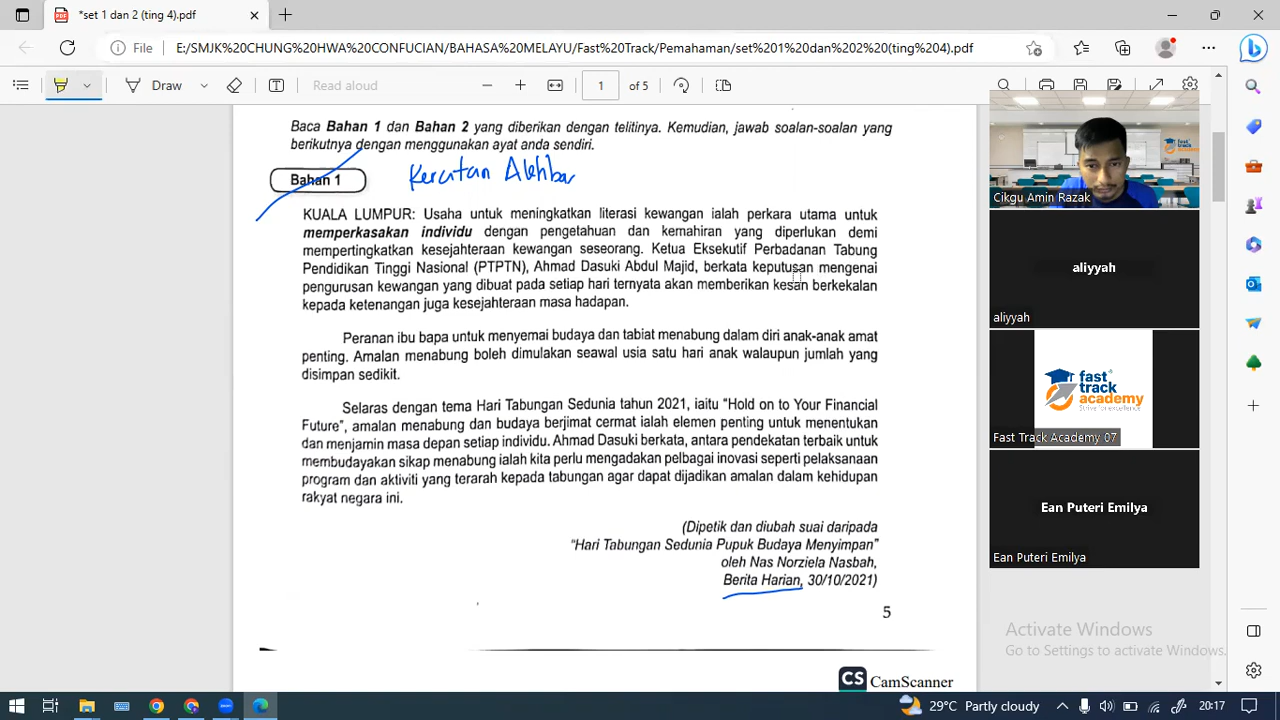 *set 1 dan 2 (ting 4).pdf
File
E:/SMJK%20CHUNG%20HWA%20CONFUCIAN/BAHASA%20MELAYU/Fast%20Track/Pemahaman/set%201%20dan%202%20(ting%204).pdf
Draw
Read aloud
1 of 5
Baca Bahan 1 dan Bahan 2 yang diberikan dengan telitinya. Kemudian, jawab soalan-soalan yang
berikutnya dengan menggunakan ayat anda sendiri.
Bahan 1
Keratan Akhbar
KUALA LUMPUR: Usaha untuk meningkatkan literasi kewangan ialah perkara utama untuk
memperkasakan individu dengan pengetahuan dan kemahiran yang diperlukan demi
mempertingkatkan kesejahteraan kewangan seseorang. Ketua Eksekutif Perbadanan Tabung
Pendidikan Tinggi Nasional (PTPTN), Ahmad Dasuki Abdul Majid, berkata keputusan mengenai
pengurusan kewangan yang dibuat pada setiap hari ternyata akan memberikan kesan berkekalan
kepada ketenangan juga kesejahteraan masa hadapan.
Peranan ibu bapa untuk menyemai budaya dan tabiat menabung dalam diri anak-anak amat
penting. Amalan menabung boleh dimulakan seawal usia satu hari anak walaupun jumlah yang
disimpan sedikit.
Selaras dengan tema Hari Tabungan Sedunia tahun 2021, iaitu “Hold on to Your Financial
Future”, amalan menabung dan budaya berjimat cermat ialah elemen penting untuk menentukan
dan menjamin masa depan setiap individu. Ahmad Dasuki berkata, antara pendekatan terbaik untuk
membudayakan sikap menabung ialah kita perlu mengadakan pelbagai inovasi seperti pelaksanaan
program dan aktiviti yang terarah kepada tabungan agar dapat dijadikan amalan dalam kehidupan
rakyat negara ini.
(Dipetik dan diubah suai daripada
“Hari Tabungan Sedunia Pupuk Budaya Menyimpan”
oleh Nas Norziela Nasbah,
Berita Harian, 30/10/2021)
5
CS CamScanner
fast track academy
Cikgu Amin Razak
aliyyah
aliyyah
fast
track
academy
Strive for excellence
Fast Track Academy 07
Ean Puteri Emilya
Ean Puteri Emilya
Activate Windows
Go to Settings to activate Windows.
29°C Partly cloudy
20:17